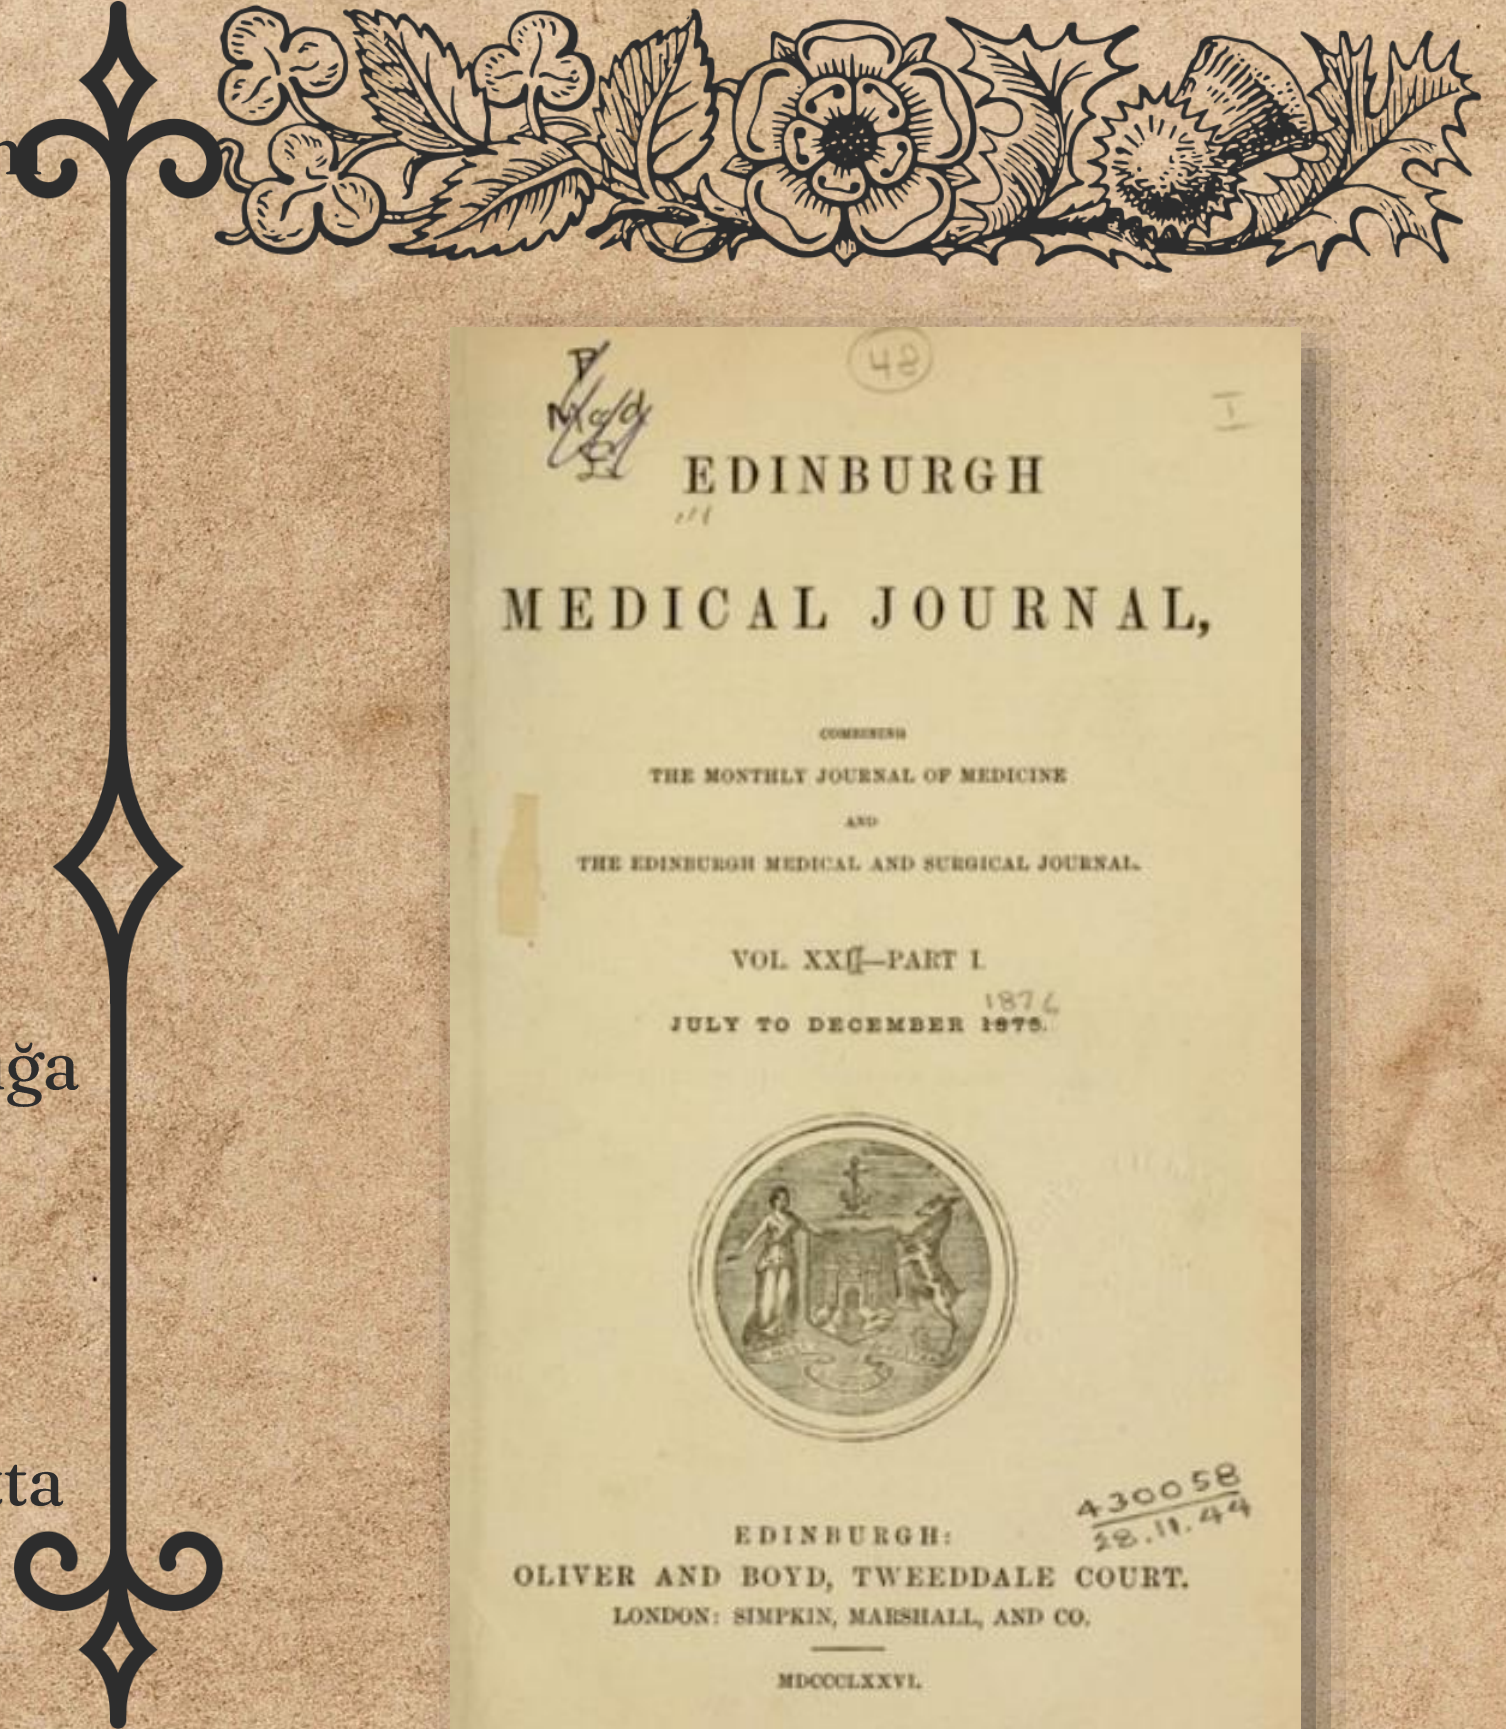 48
I
EDINBURGH
MEDICAL JOURNAL,
COMBINING
THE MONTHLY JOURNAL OF MEDICINE
AND
THE EDINBURGH MEDICAL AND SURGICAL JOURNAL.
VOL. XXII—PART I.
1876
JULY TO DECEMBER 1876.
430058
28.11.44
EDINBURGH:
OLIVER AND BOYD, TWEEDDALE COURT.
LONDON: SIMPKIN, MARSHALL, AND CO.
MDCCCLXXVI.
ğa
ta